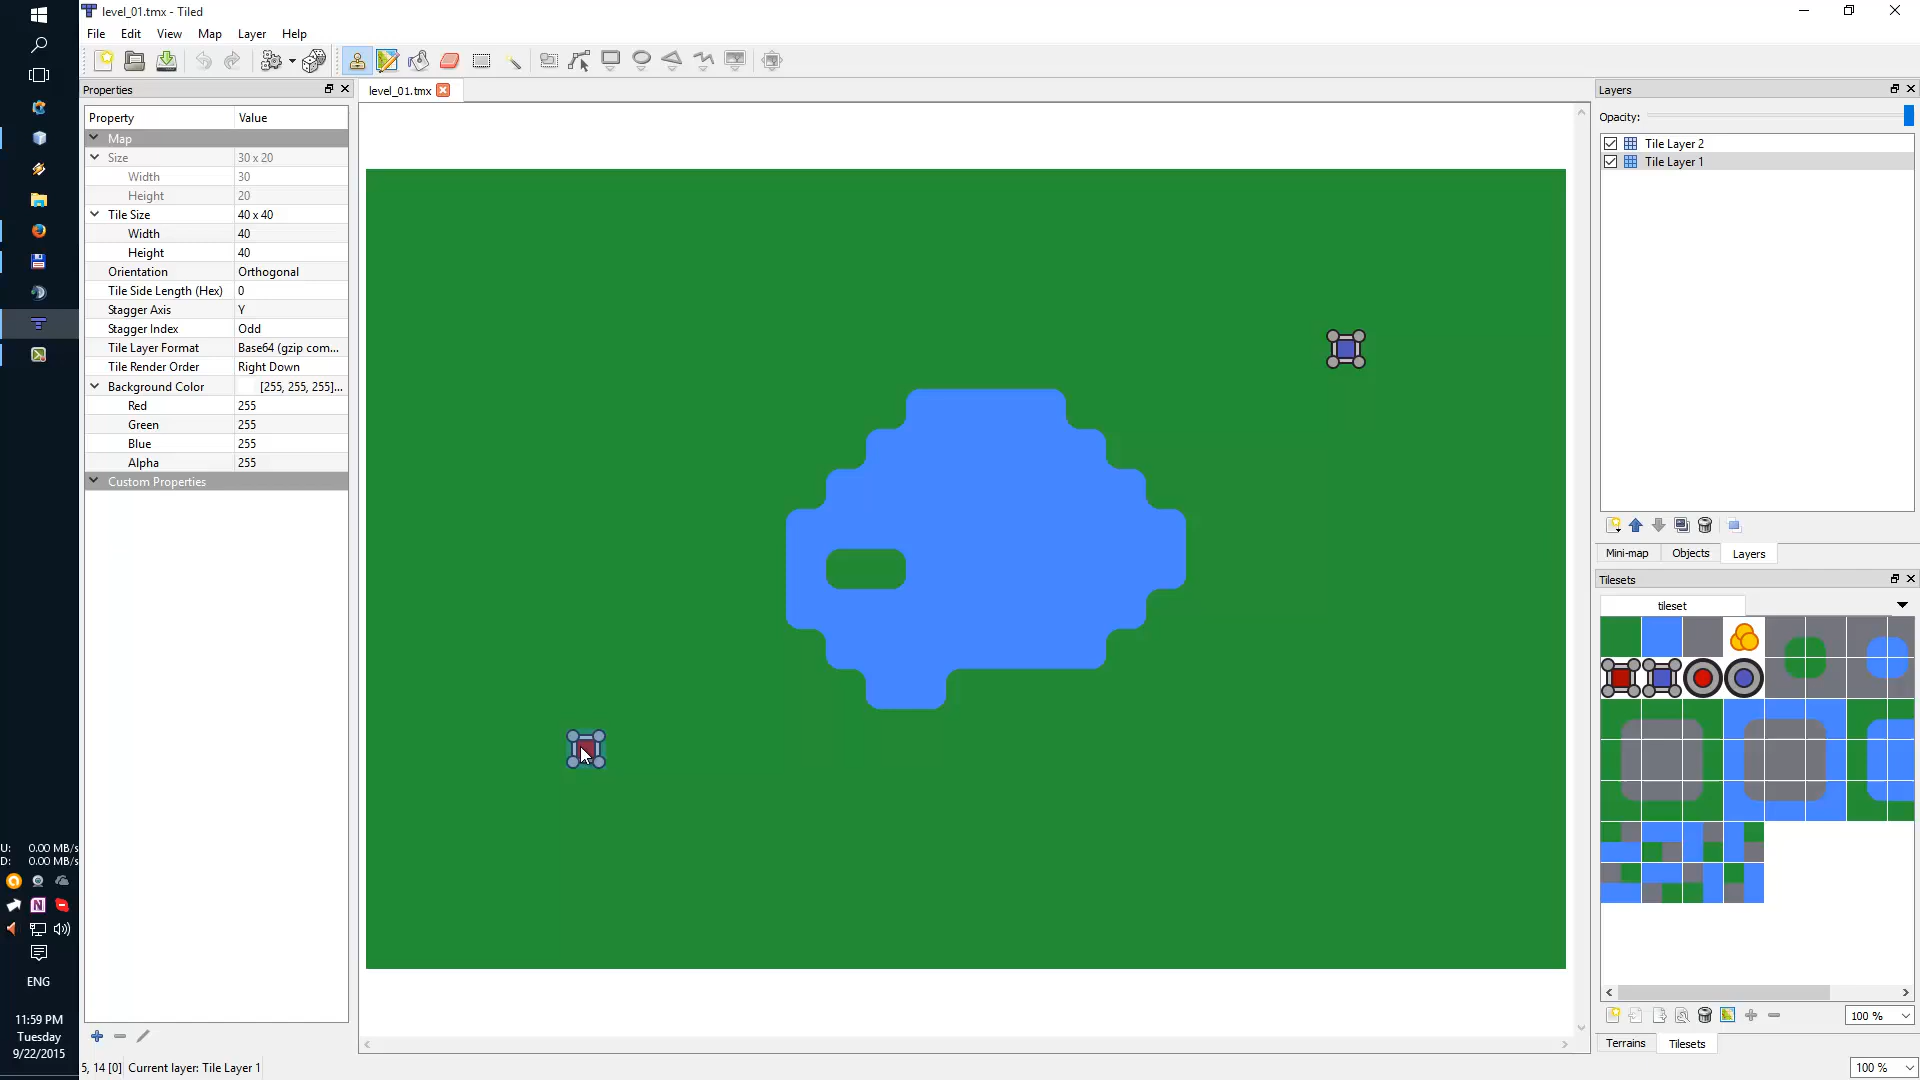 level_01.tmx - Tiled
File Edit View Map Layer Help
Properties
level_01.tmx
Layers
Property Value
Opacity:
Map
Size 30 x 20
Width 30
Height 20
Tile Size 40 x 40
Width 40
Height 40
Orientation Orthogonal
Tile Side Length (Hex) 0
Stagger Axis Y
Stagger Index Odd
Tile Layer Format Base64 (gzip com...
Tile Render Order Right Down
Background Color [255, 255, 255]...
Red 255
Green 255
Blue 255
Alpha 255
Custom Properties
Tile Layer 2
Tile Layer 1
Mini-map Objects Layers
Tilesets
tileset
100 %
Terrains Tilesets
U: 0.00 MB/s
D: 0.00 MB/s
ENG
11:59 PM
Tuesday
9/22/2015
5, 14 [0] Current layer: Tile Layer 1
100 %